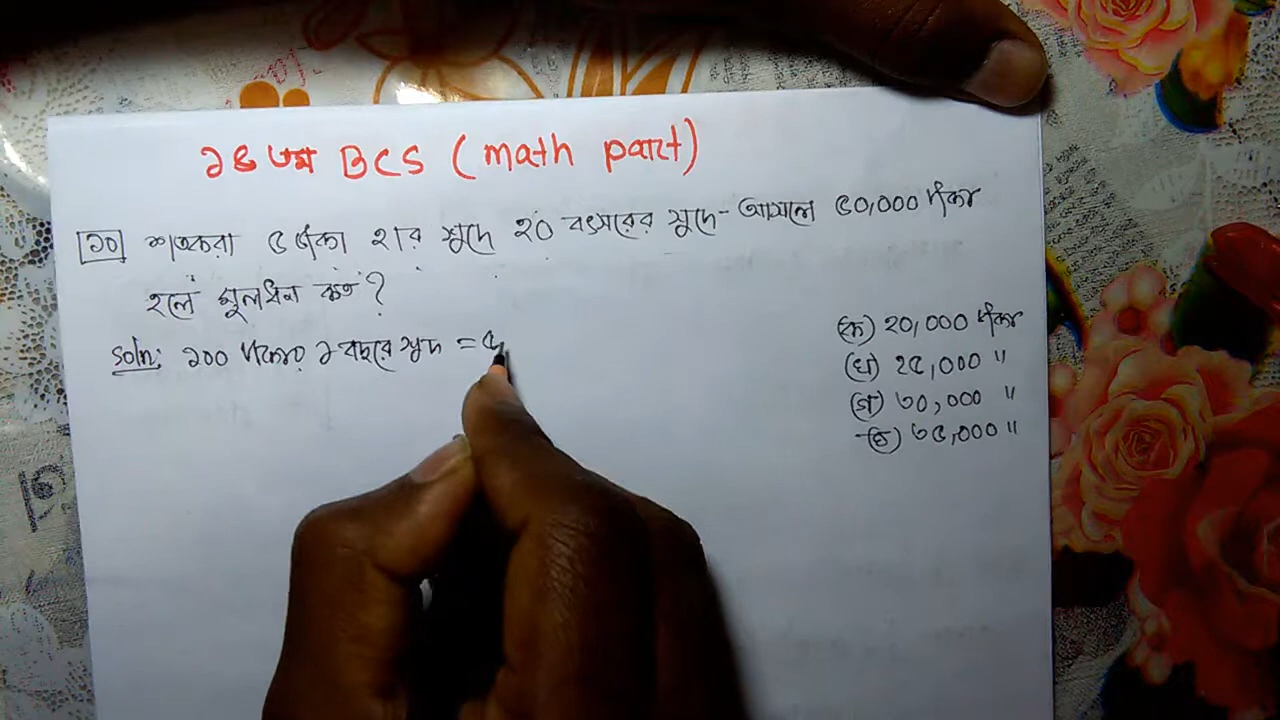 ১৪ তম BCS (math part)
১০ শতকরা ৫ টাকা হার সুদে ২০ বৎসরের সুদে-আসলে ৫০,০০০ টাকা
হলে মূলধন কত?
(ক) ২০,০০০ টাকা
Soln: ১০০ টাকার ১ বছরে সুদ = ৫
(খ) ২৫,০০০ "
(গ) ৩০,০০০ "
(ঘ) ৩৫,০০০ "